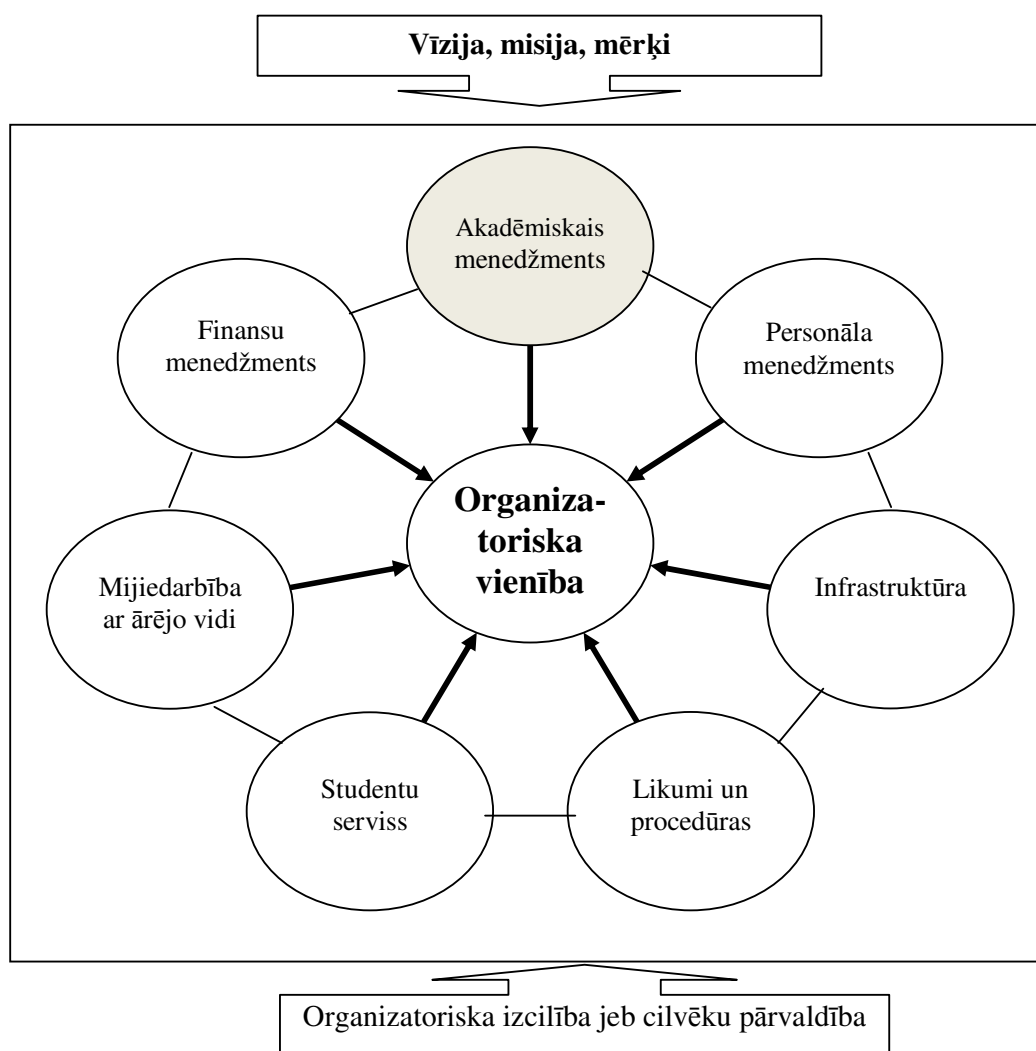 Vīzija, misija, mērķi
Akadēmiskais
menedžments
Finansu
menedžments
Personāla
menedžments
Organiza-
toriska
vienība
Mijiedarbība
ar ārējo vidi
Infrastruktūra
Studentu
serviss
Likumi un
procedūras
Organizatoriska izcilība jeb cilvēku pārvaldība